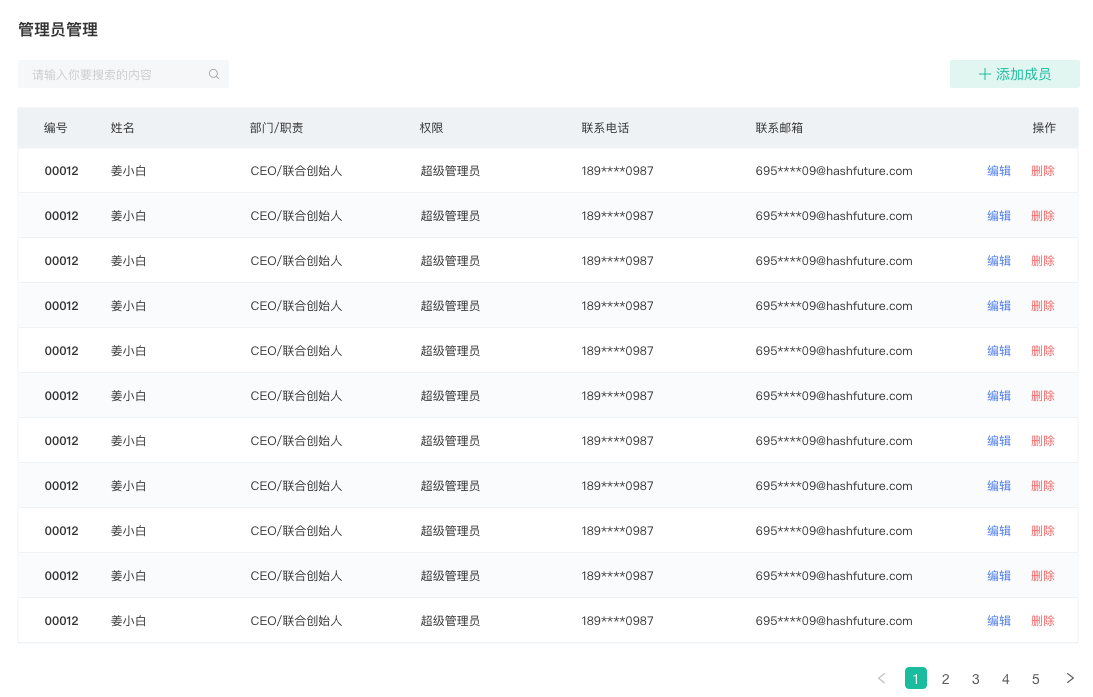 管理员管理
请输入你要搜索的内容
+ 添加成员
编号 姓名 部门/职责 权限 联系电话 联系邮箱 操作
00012 姜小白 CEO/联合创始人 超级管理员 189****0987 695****09@hashfuture.com 编辑 删除
00012 姜小白 CEO/联合创始人 超级管理员 189****0987 695****09@hashfuture.com 编辑 删除
00012 姜小白 CEO/联合创始人 超级管理员 189****0987 695****09@hashfuture.com 编辑 删除
00012 姜小白 CEO/联合创始人 超级管理员 189****0987 695****09@hashfuture.com 编辑 删除
00012 姜小白 CEO/联合创始人 超级管理员 189****0987 695****09@hashfuture.com 编辑 删除
00012 姜小白 CEO/联合创始人 超级管理员 189****0987 695****09@hashfuture.com 编辑 删除
00012 姜小白 CEO/联合创始人 超级管理员 189****0987 695****09@hashfuture.com 编辑 删除
00012 姜小白 CEO/联合创始人 超级管理员 189****0987 695****09@hashfuture.com 编辑 删除
00012 姜小白 CEO/联合创始人 超级管理员 189****0987 695****09@hashfuture.com 编辑 删除
00012 姜小白 CEO/联合创始人 超级管理员 189****0987 695****09@hashfuture.com 编辑 删除
00012 姜小白 CEO/联合创始人 超级管理员 189****0987 695****09@hashfuture.com 编辑 删除
< 1 2 3 4 5 >